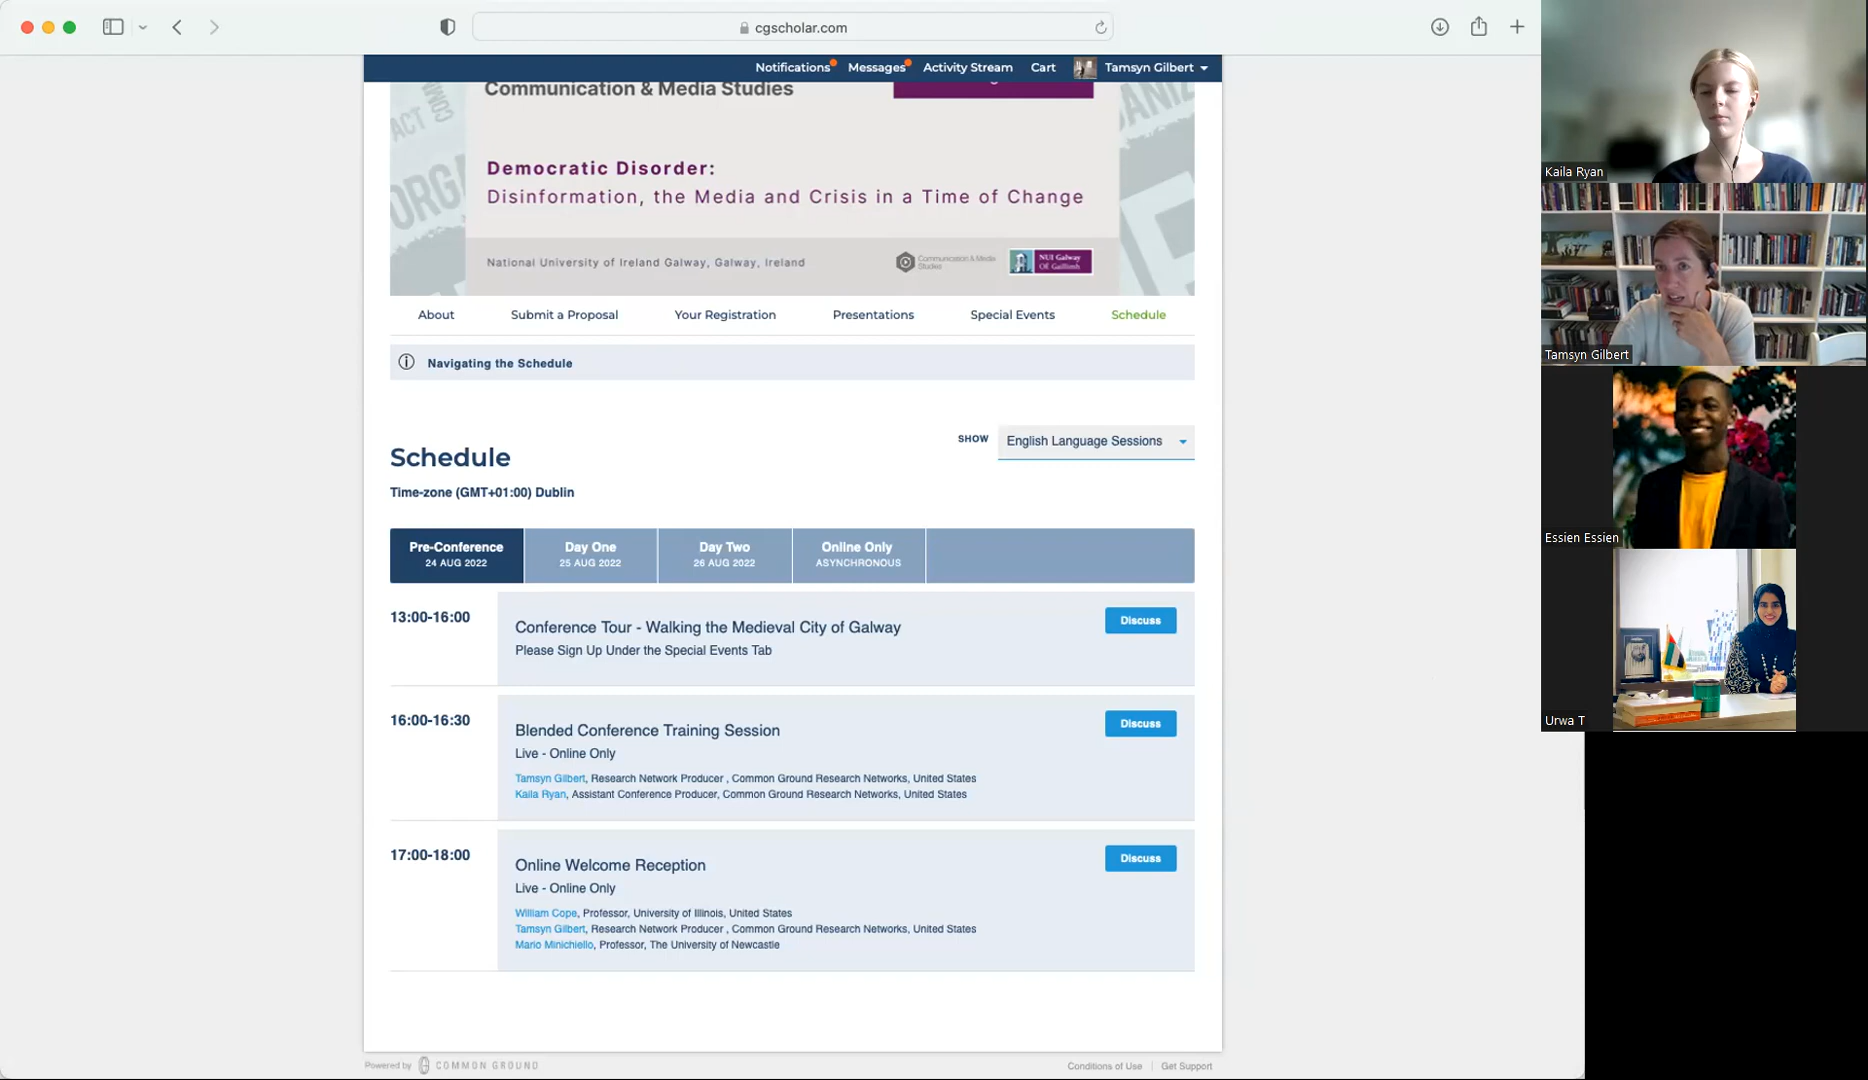 cgscholar.com
Notifications Messages Activity Stream Cart Tamsyn Gilbert
Communication & Media Studies
Democratic Disorder:
Disinformation, the Media and Crisis in a Time of Change
National University of Ireland Galway, Galway, Ireland
Communication & Media
Studies
NUI Galway
OÉ Gaillimh
About Submit a Proposal Your Registration Presentations Special Events Schedule
Navigating the Schedule
SHOW English Language Sessions
Schedule
Time-zone (GMT+01:00) Dublin
Pre-Conference Day One Day Two Online Only
24 AUG 2022 25 AUG 2022 26 AUG 2022 ASYNCHRONOUS
13:00-16:00
Conference Tour - Walking the Medieval City of Galway
Discuss
Please Sign Up Under the Special Events Tab
16:00-16:30
Blended Conference Training Session
Discuss
Live - Online Only
Tamsyn Gilbert, Research Network Producer , Common Ground Research Networks, United States
Kaila Ryan, Assistant Conference Producer, Common Ground Research Networks, United States
17:00-18:00
Online Welcome Reception
Discuss
Live - Online Only
William Cope, Professor, University of Illinois, United States
Tamsyn Gilbert, Research Network Producer , Common Ground Research Networks, United States
Mario Minichiello, Professor, The University of Newcastle
Powered by COMMON GROUND
Conditions of Use | Get Support
Kaila Ryan
Tamsyn Gilbert
Essien Essien
Urwa T